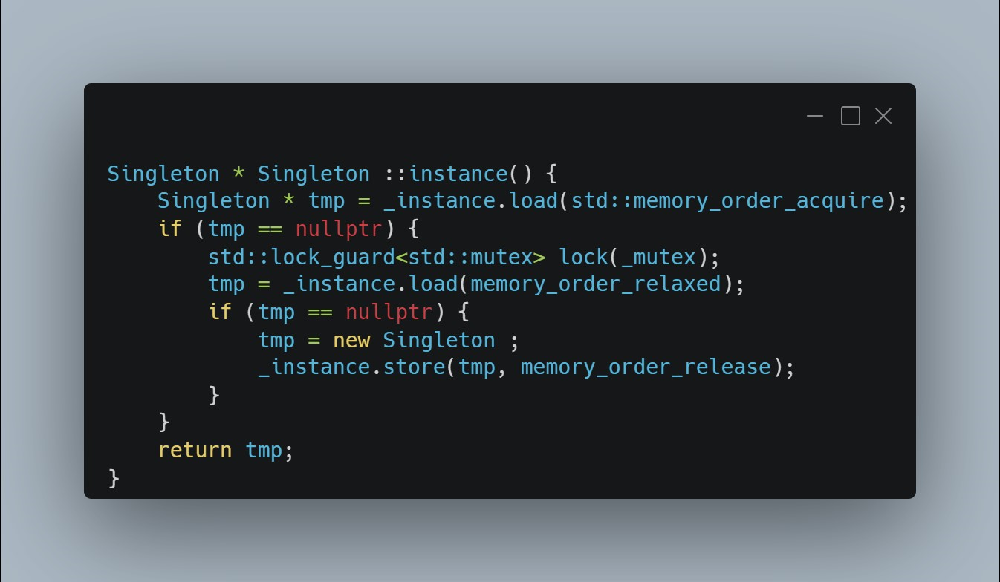 Singleton * Singleton ::instance() {
    Singleton * tmp = _instance.load(std::memory_order_acquire);
    if (tmp == nullptr) {
        std::lock_guard<std::mutex> lock(_mutex);
        tmp = _instance.load(memory_order_relaxed);
        if (tmp == nullptr) {
            tmp = new Singleton ;
            _instance.store(tmp, memory_order_release);
        }
    }
    return tmp;
}